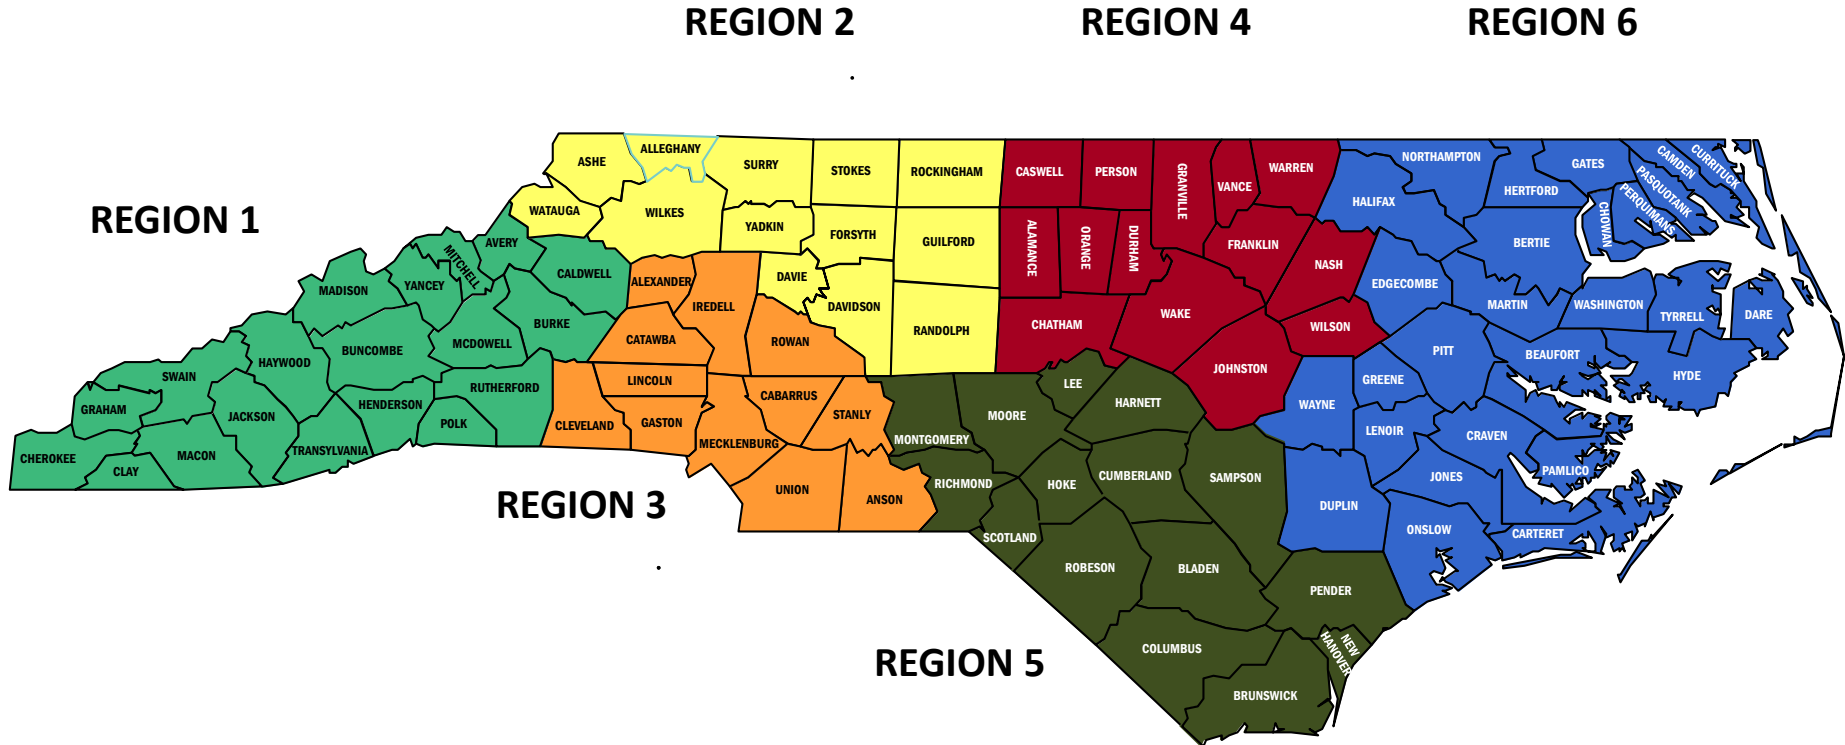 REGION 2
REGION 4
REGION 6
REGION 1
REGION 3
REGION 5
ASHE
ALLEGHANY
SURRY
STOKES
ROCKINGHAM
WATAUGA
WILKES
YADKIN
FORSYTH
GUILFORD
DAVIE
DAVIDSON
RANDOLPH
CASWELL
PERSON
GRANVILLE
VANCE
WARREN
ALAMANCE
ORANGE
DURHAM
FRANKLIN
NASH
CHATHAM
WAKE
WILSON
JOHNSTON
NORTHAMPTON
GATES
CAMDEN
CURRITUCK
PASQUOTANK
PERQUIMANS
CHOWAN
HERTFORD
HALIFAX
BERTIE
EDGECOMBE
MARTIN
WASHINGTON
TYRRELL
DARE
PITT
BEAUFORT
HYDE
GREENE
WAYNE
LENOIR
CRAVEN
PAMLICO
JONES
DUPLIN
ONSLOW
CARTERET
AVERY
MITCHELL
YANCEY
MADISON
CALDWELL
BURKE
MCDOWELL
BUNCOMBE
HAYWOOD
SWAIN
GRAHAM
JACKSON
HENDERSON
RUTHERFORD
POLK
TRANSYLVANIA
MACON
CLAY
CHEROKEE
ALEXANDER
IREDELL
CATAWBA
ROWAN
LINCOLN
CABARRUS
STANLY
CLEVELAND
GASTON
MECKLENBURG
UNION
ANSON
MONTGOMERY
MOORE
LEE
HARNETT
RICHMOND
HOKE
CUMBERLAND
SAMPSON
SCOTLAND
ROBESON
BLADEN
PENDER
COLUMBUS
NEW
HANOVER
BRUNSWICK